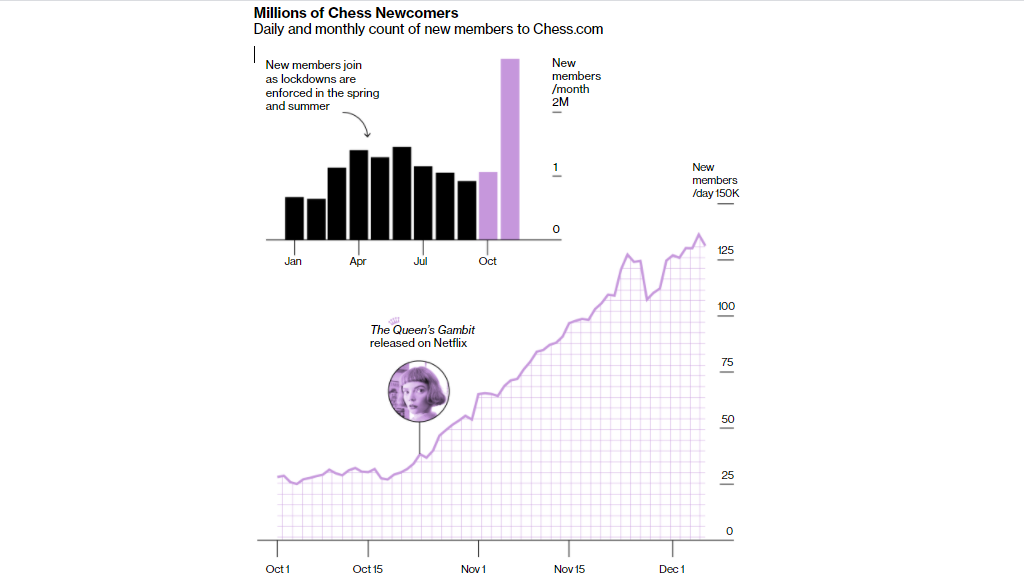 Millions of Chess Newcomers
Daily and monthly count of new members to Chess.com
New members join
as lockdowns are
enforced in the spring
and summer
New
members
/month
2M
1
0
Jan Apr Jul Oct
New
members
/day 150K
125
100
75
50
25
0
The Queen's Gambit
released on Netflix
Oct 1 Oct 15 Nov 1 Nov 15 Dec 1